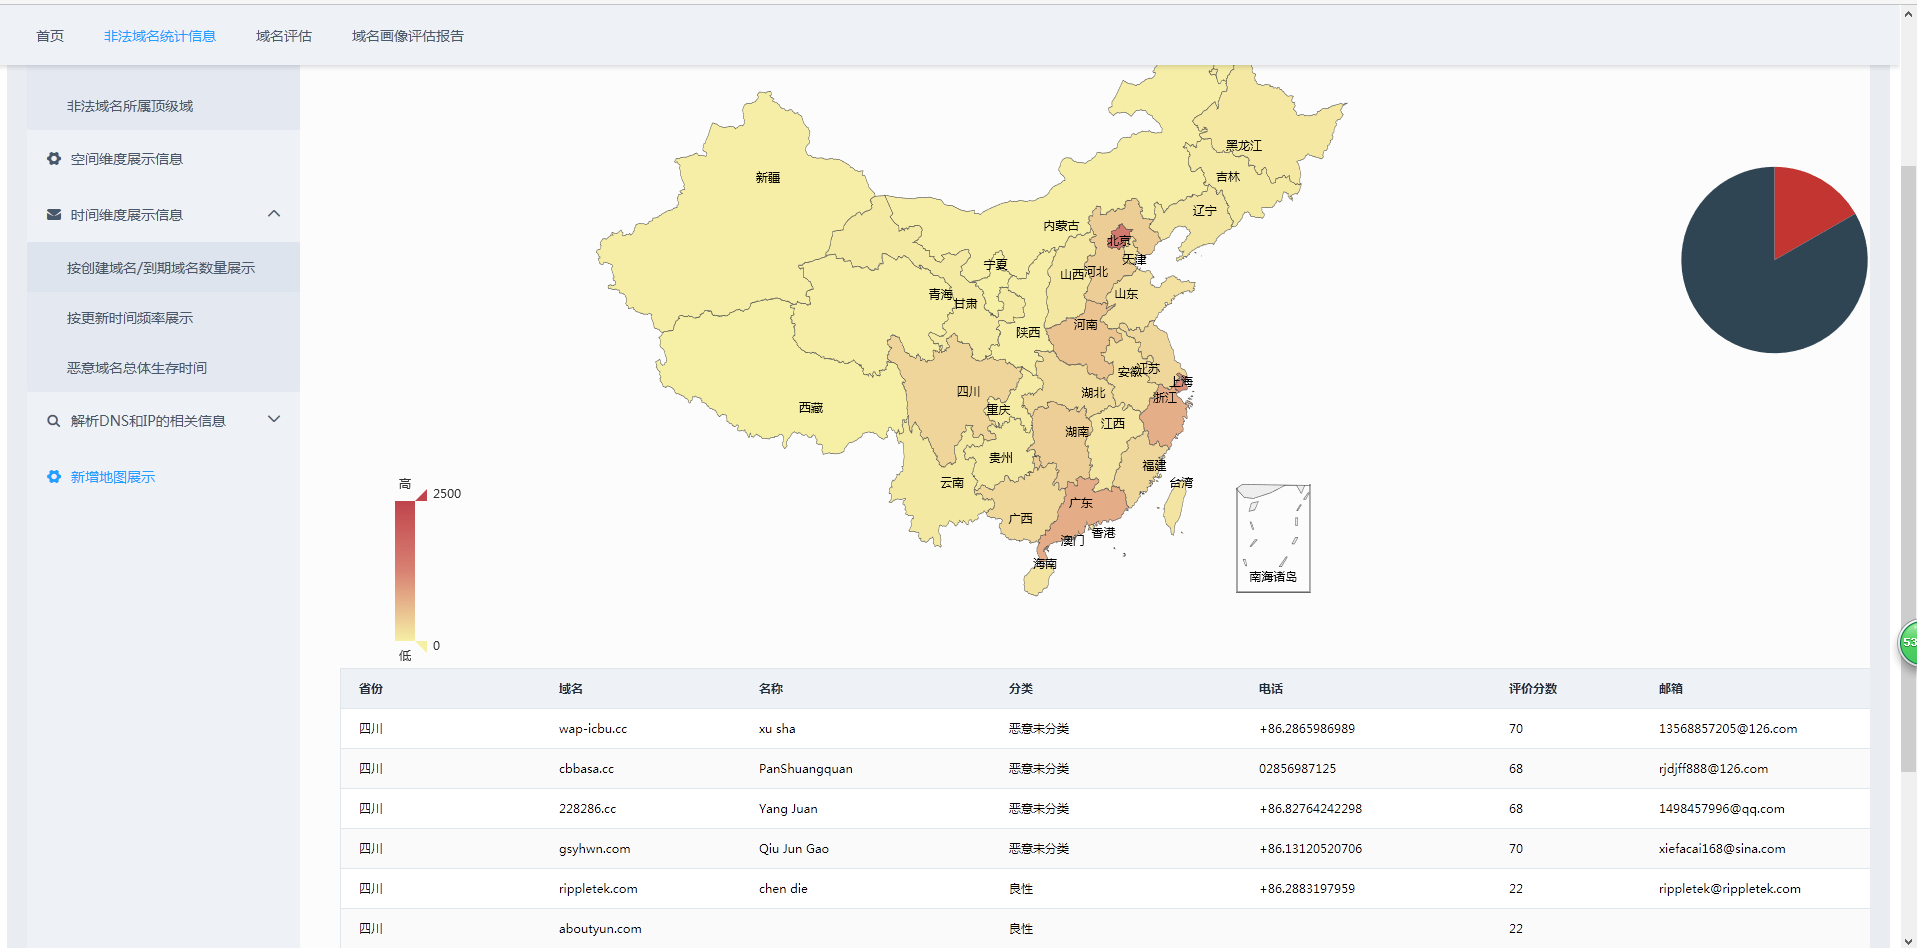 首页 非法域名统计信息 域名评估 域名画像评估报告
非法域名所属顶级域
空间维度展示信息
时间维度展示信息
按创建域名/到期域名数量展示
按更新时间频率展示
恶意域名总体生存时间
解析DNS和IP的相关信息
新增地图展示
黑龙江
吉林
新疆
辽宁
内蒙古
北京
天津
宁夏
山西
河北
青海
甘肃
山东
河南
陕西
安徽
江苏
上海
四川
湖北
浙江
重庆
西藏
江西
湖南
贵州
福建
云南
台湾
广东
广西
香港
澳门
海南
南海诸岛
高
2500
0
低
53
省份 域名 名称 分类 电话 评价分数 邮箱
四川 wap-icbu.cc xu sha 恶意未分类 +86.2865986989 70 13568857205@126.com
四川 cbbasa.cc PanShuangquan 恶意未分类 02856987125 68 rjdjff888@126.com
四川 228286.cc Yang Juan 恶意未分类 +86.82764242298 68 1498457996@qq.com
四川 gsyhwn.com Qiu Jun Gao 恶意未分类 +86.13120520706 70 xiefacai168@sina.com
四川 rippletek.com chen die 良性 +86.2883197959 22 rippletek@rippletek.com
四川 aboutyun.com 良性 22